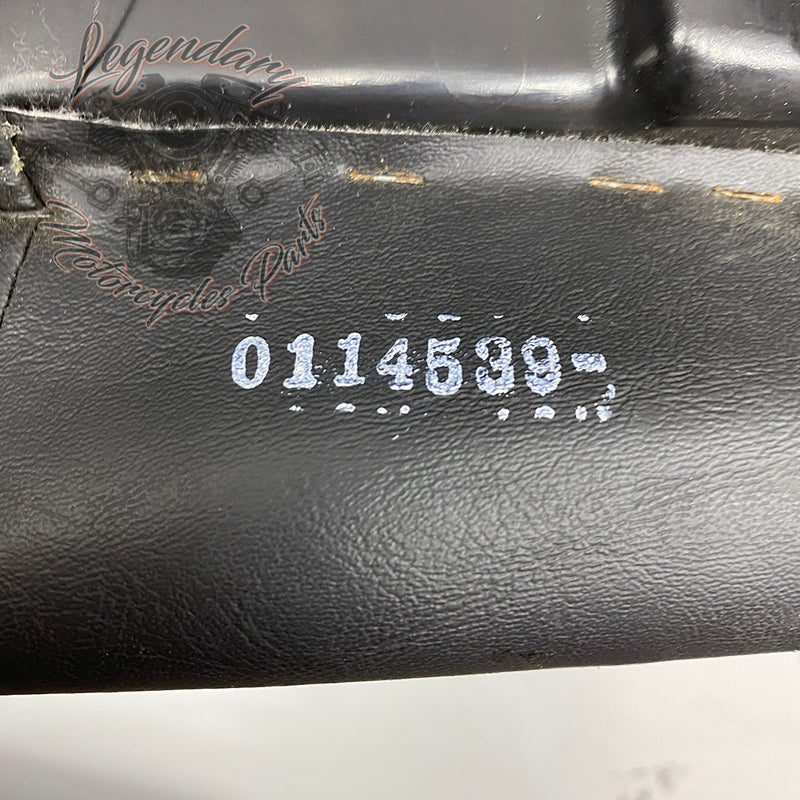 Legendary
Motorcycles Parts
0114539-